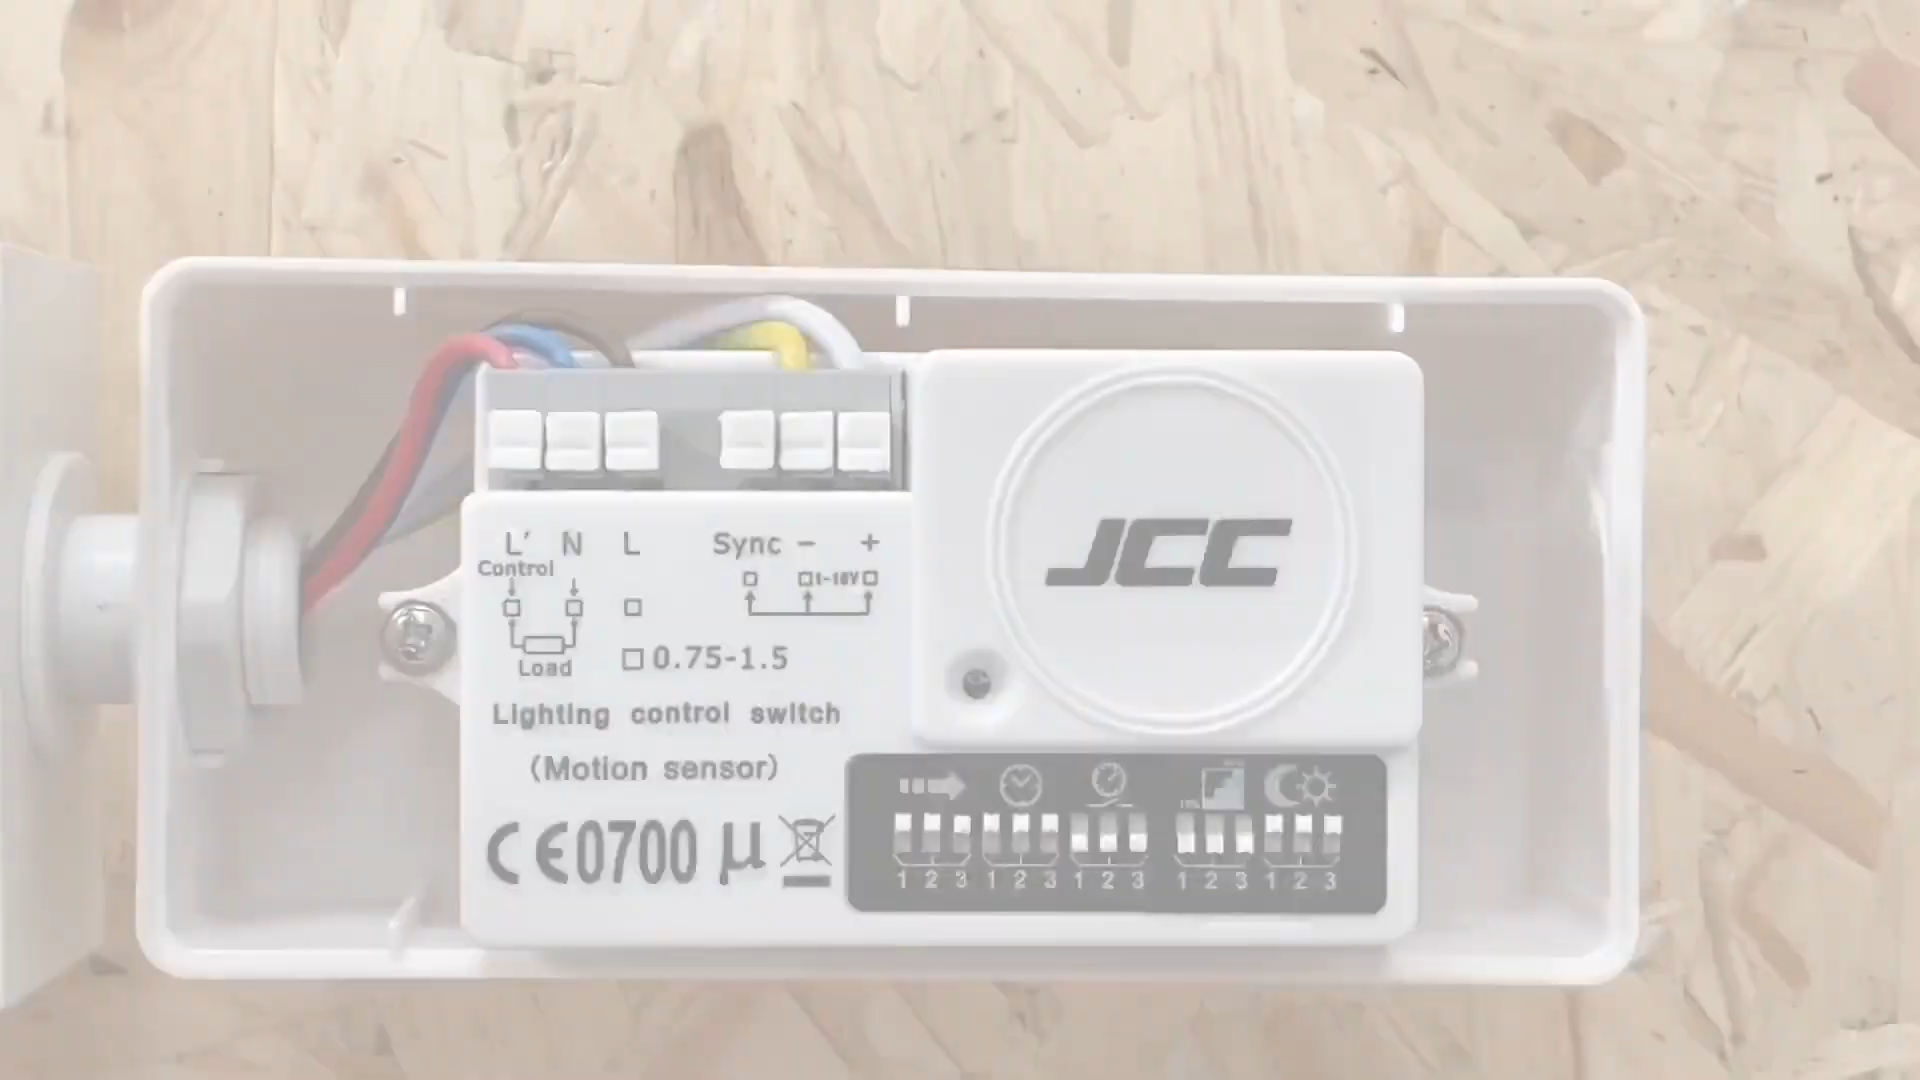 L' N L Sync - +
Control
1-10V
Load
0.75-1.5
Lighting control switch
(Motion sensor)
CE0700 µ
JCC
1 2 3 1 2 3 1 2 3 1 2 3 1 2 3